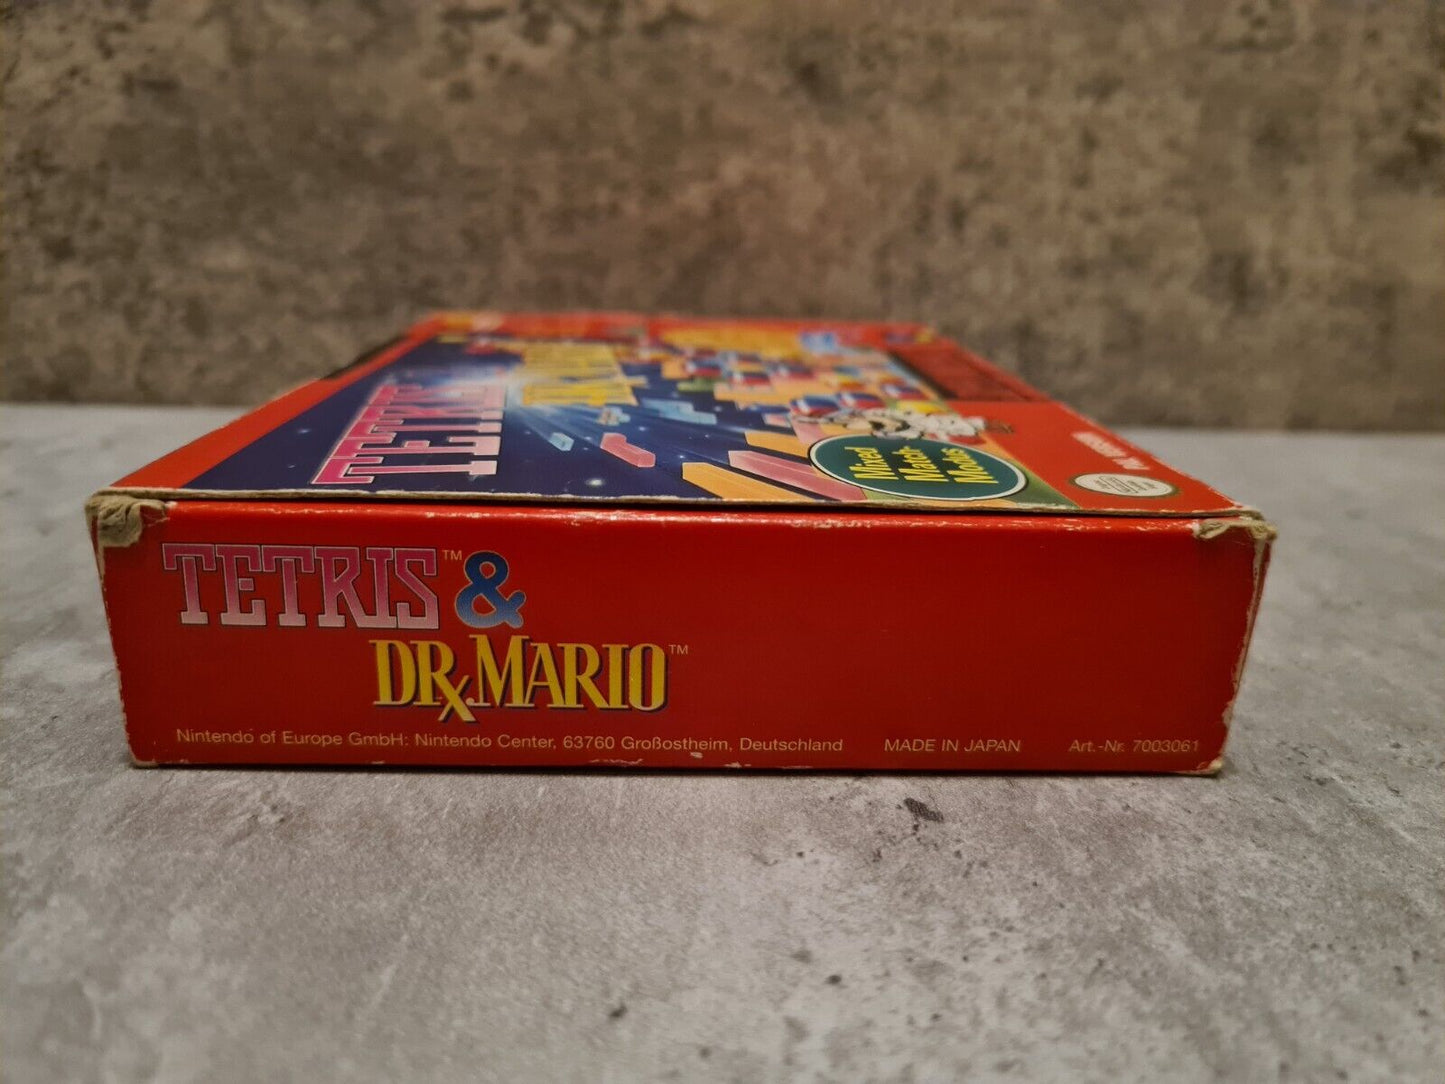 TETRIS
Mixed
Match
Modus
TETRIS™ &
DR. MARIO™
Nintendo of Europe GmbH: Nintendo Center, 63760 Großostheim, Deutschland MADE IN JAPAN Art.-Nr. 7003061